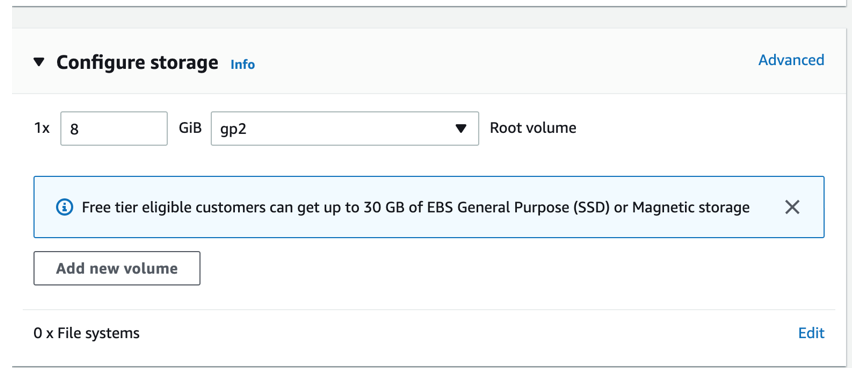 Configure storage Info Advanced
1x 8 GiB gp2 Root volume
Free tier eligible customers can get up to 30 GB of EBS General Purpose (SSD) or Magnetic storage
Add new volume
0 x File systems Edit